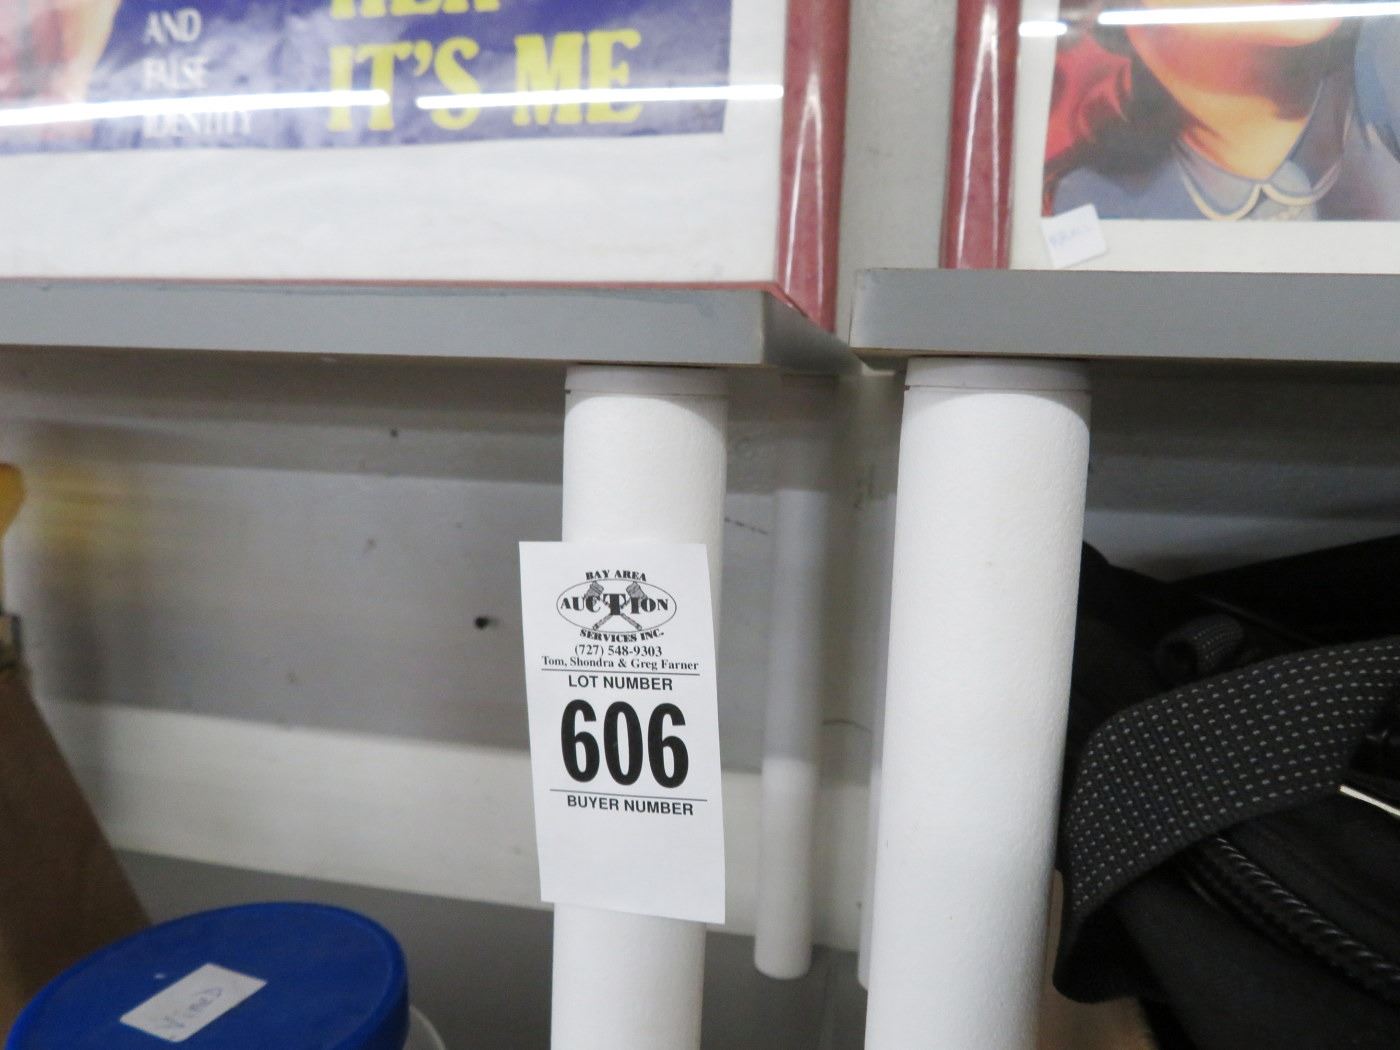 AND
FALSE
IDENTITY
IT'S ME
BAY AREA
AUCTION
SERVICES INC.
(727) 548-9303
Tom, Shondra & Greg Farner
LOT NUMBER
606
BUYER NUMBER